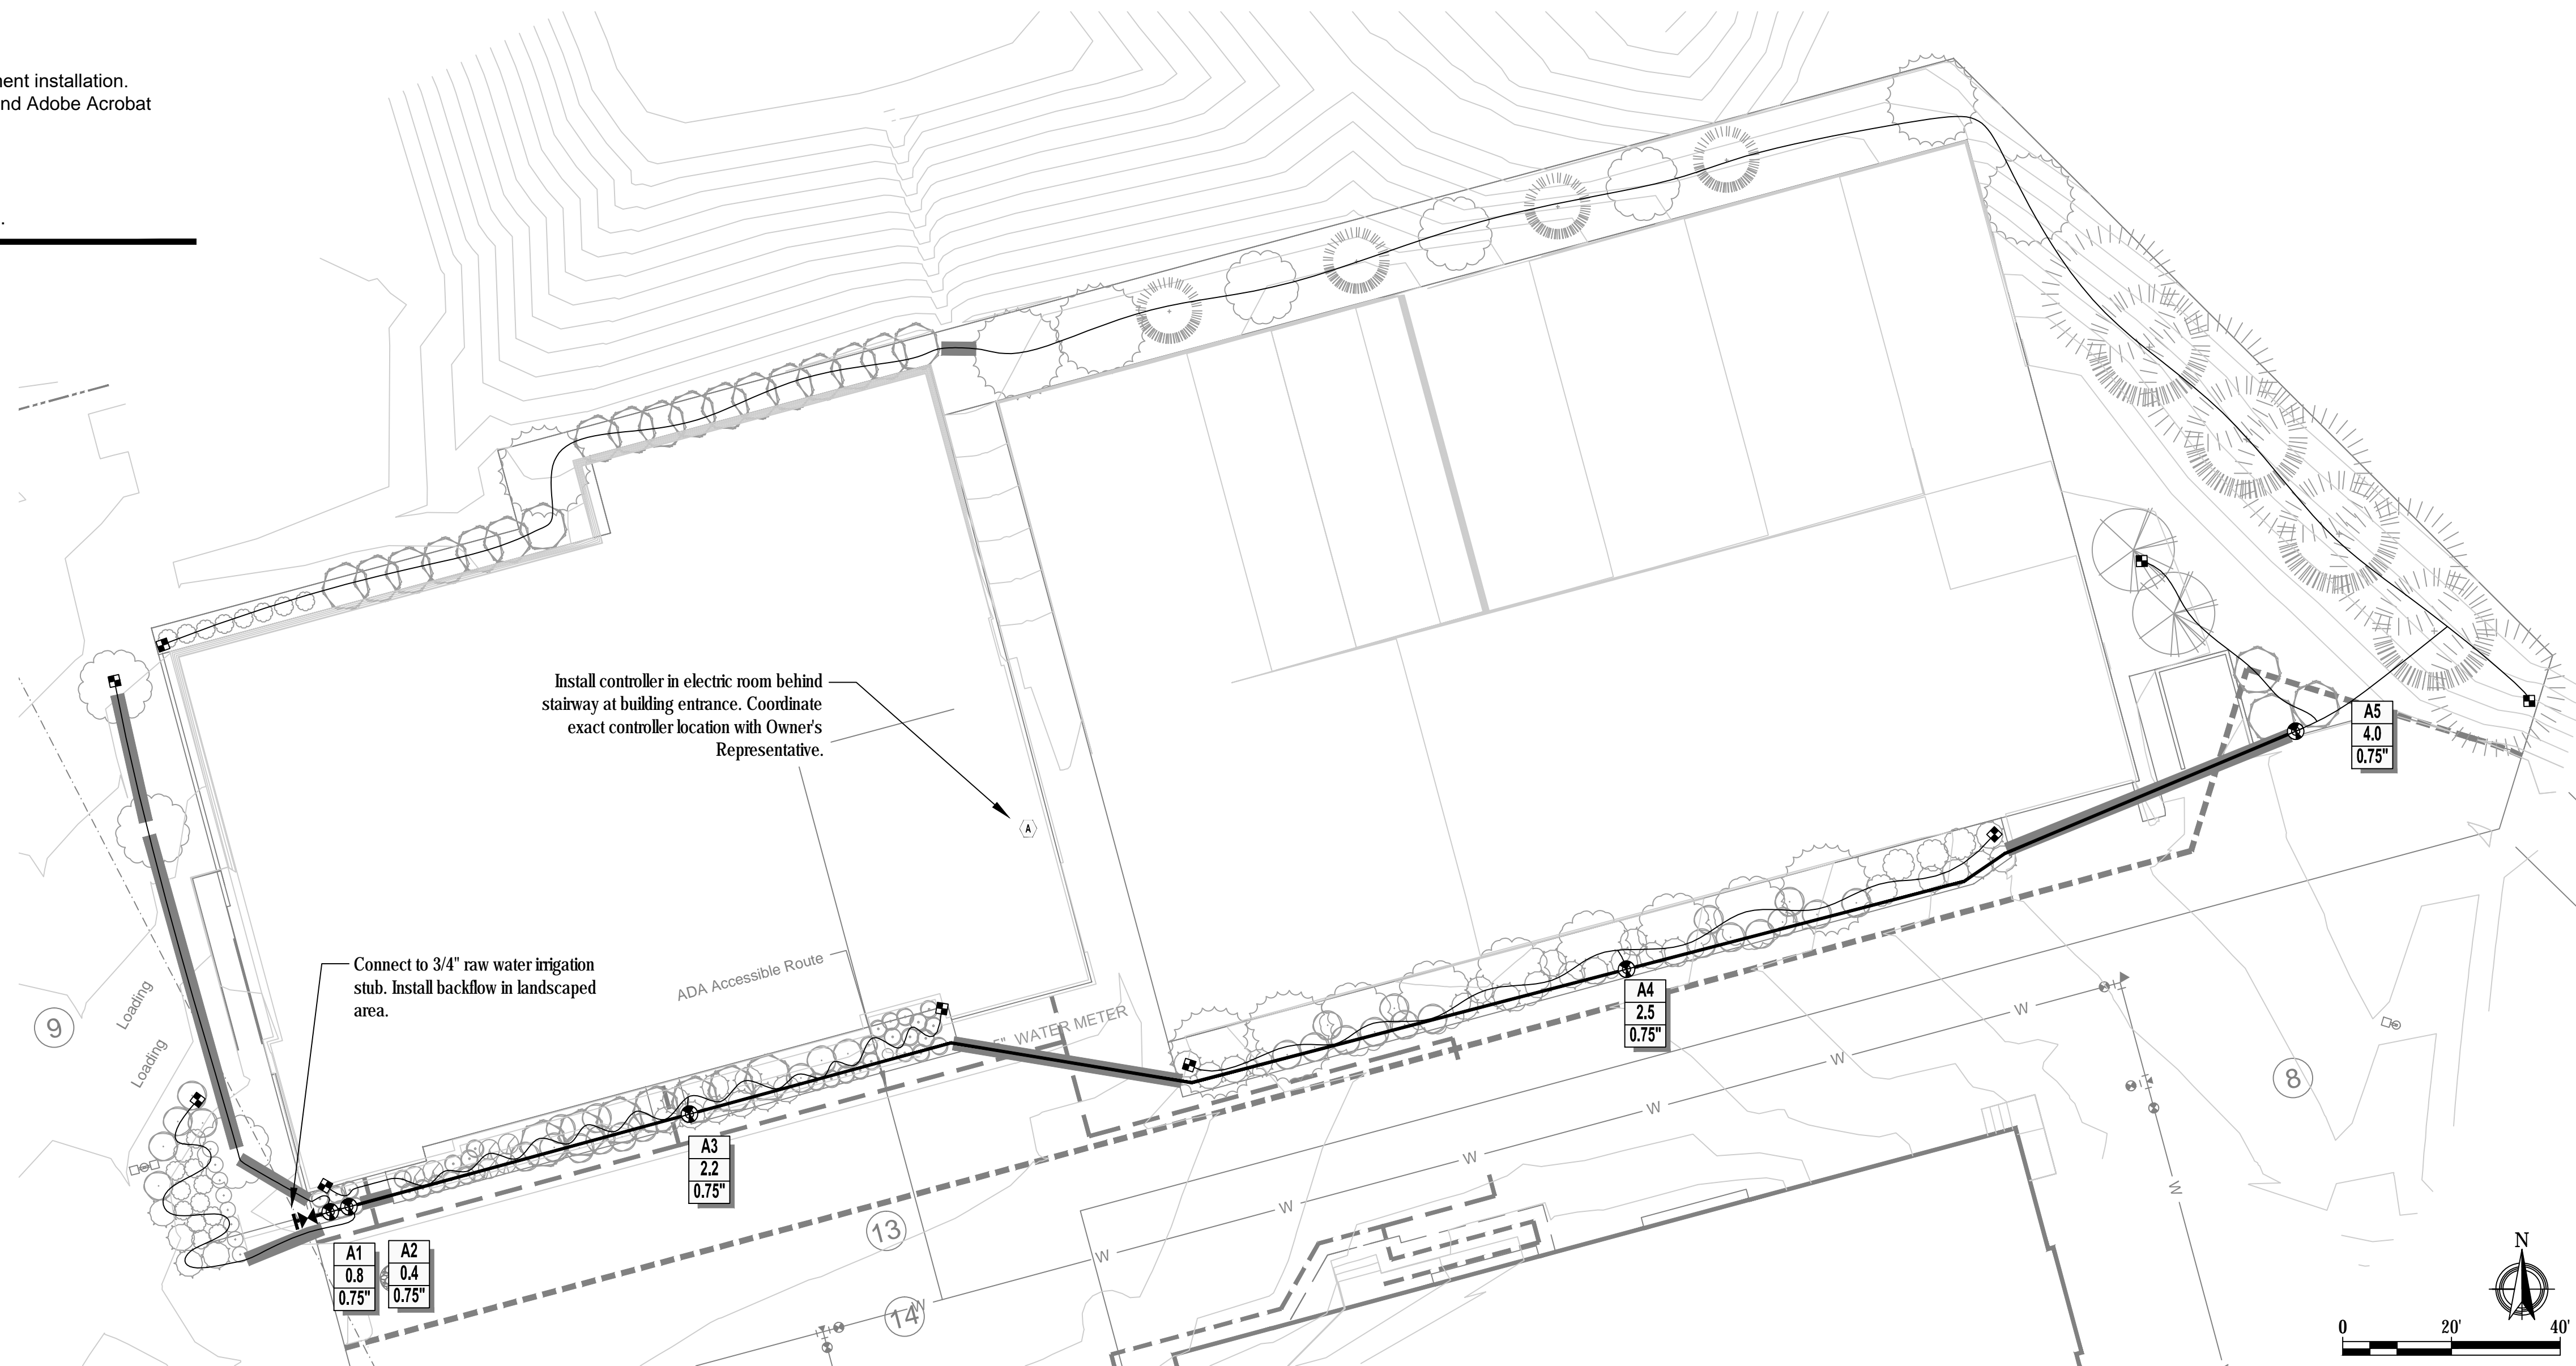 ent installation.
nd Adobe Acrobat
.
Install controller in electric room behind
stairway at building entrance. Coordinate
exact controller location with Owner's
Representative.
A
A5
4.0
0.75"
Connect to 3/4" raw water irrigation
stub. Install backflow in landscaped
area.
ADA Accessible Route
Loading
Loading
9
5" WATER METER
A4
2.5
0.75"
8
W
W
W
W
W
W
W
W
A3
2.2
0.75"
13
14
A1
0.8
0.75"
A2
0.4
0.75"
N
0
20'
40'